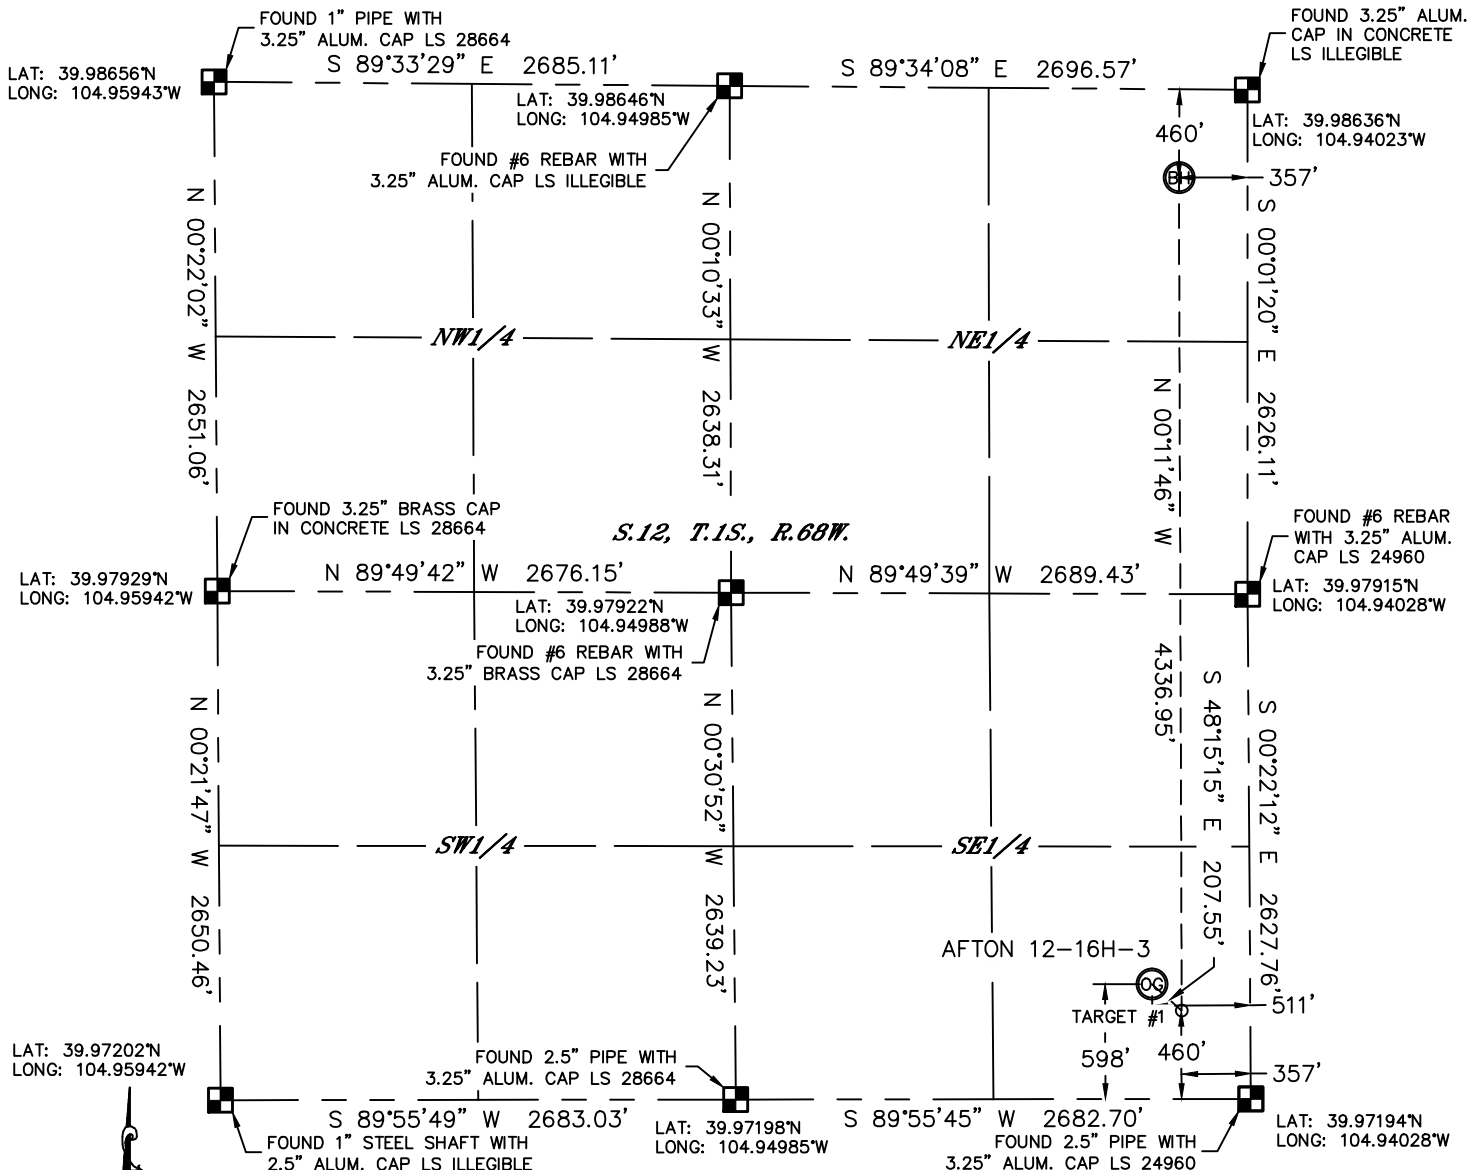 FOUND 1” PIPE WITH
3.25” ALUM. CAP LS 28664
FOUND 3.25” ALUM.
CAP IN CONCRETE
LS ILLEGIBLE
LAT: 39.98656°N
LONG: 104.95943°W
S 89°33'29” E 2685.11'
S 89°34'08” E 2696.57'
LAT: 39.98646°N
LONG: 104.94985°W
LAT: 39.98636°N
LONG: 104.94023°W
460'
FOUND #6 REBAR WITH
3.25” ALUM. CAP LS ILLEGIBLE
BH
357'
N 00°22'02” W 2651.06'
N 00°10'33” W 2638.31'
S 00°01'20” E 2626.11'
NW1/4
NE1/4
N 00°11'46” W 4336.95'
FOUND 3.25” BRASS CAP
IN CONCRETE LS 28664
S.12, T.1S., R.68W.
FOUND #6 REBAR
WITH 3.25” ALUM.
CAP LS 24960
N 89°49'42” W 2676.15'
N 89°49'39” W 2689.43'
LAT: 39.97929°N
LONG: 104.95942°W
LAT: 39.97922°N
LONG: 104.94988°W
LAT: 39.97915°N
LONG: 104.94028°W
FOUND #6 REBAR WITH
3.25” BRASS CAP LS 28664
N 00°21'47” W 2650.46'
N 00°30'52” W 2639.23'
S 48°15'15” E 207.55'
S 00°22'12” E 2627.76'
SW1/4
SE1/4
AFTON 12-16H-3
OG
TARGET #1
511'
598'
460'
357'
LAT: 39.97202°N
LONG: 104.95942°W
FOUND 2.5” PIPE WITH
3.25” ALUM. CAP LS 28664
S 89°55'49” W 2683.03'
S 89°55'45” W 2682.70'
FOUND 1” STEEL SHAFT WITH
2.5” ALUM. CAP LS ILLEGIBLE
LAT: 39.97198°N
LONG: 104.94985°W
FOUND 2.5” PIPE WITH
3.25” ALUM. CAP LS 24960
LAT: 39.97194°N
LONG: 104.94028°W